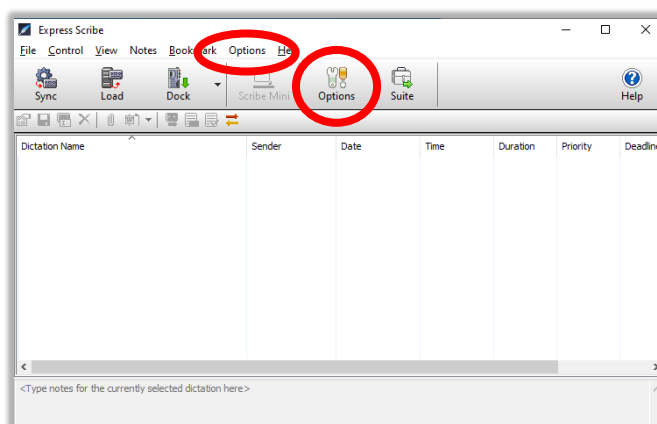 Express Scribe
File Control View Notes Bookmark Options Help
Sync Load Dock Scribe Mini Options Suite Help
Dictation Name Sender Date Time Duration Priority Deadline
<Type notes for the currently selected dictation here>